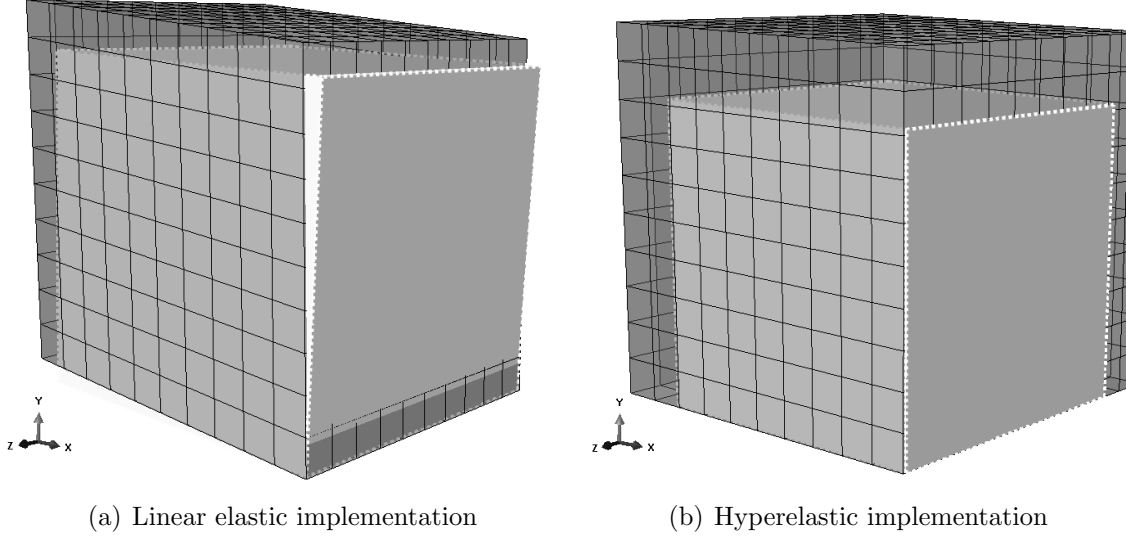 Y
Z
X
Y
Z
X
(a) Linear elastic implementation
(b) Hyperelastic implementation